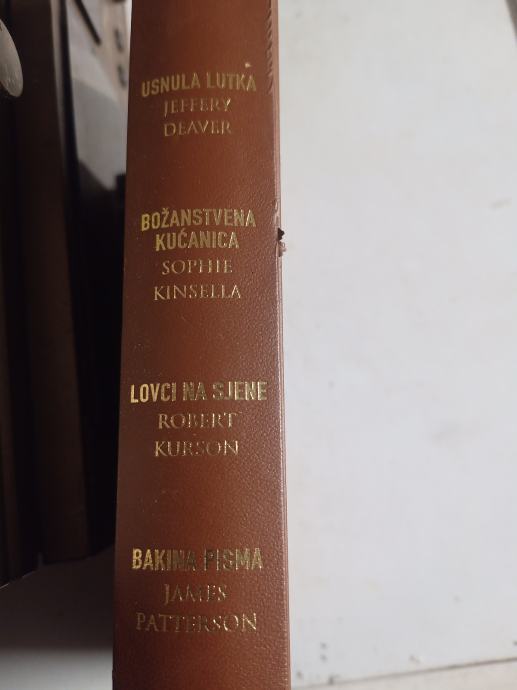 USNULA LUTKA
JEFFERY
DEAVER
BOŽANSTVENA
KUĆANICA
SOPHIE
KINSELLA
LOVCI NA SJENE
ROBERT
KURSON
BAKINA PISMA
JAMES
PATTERSON